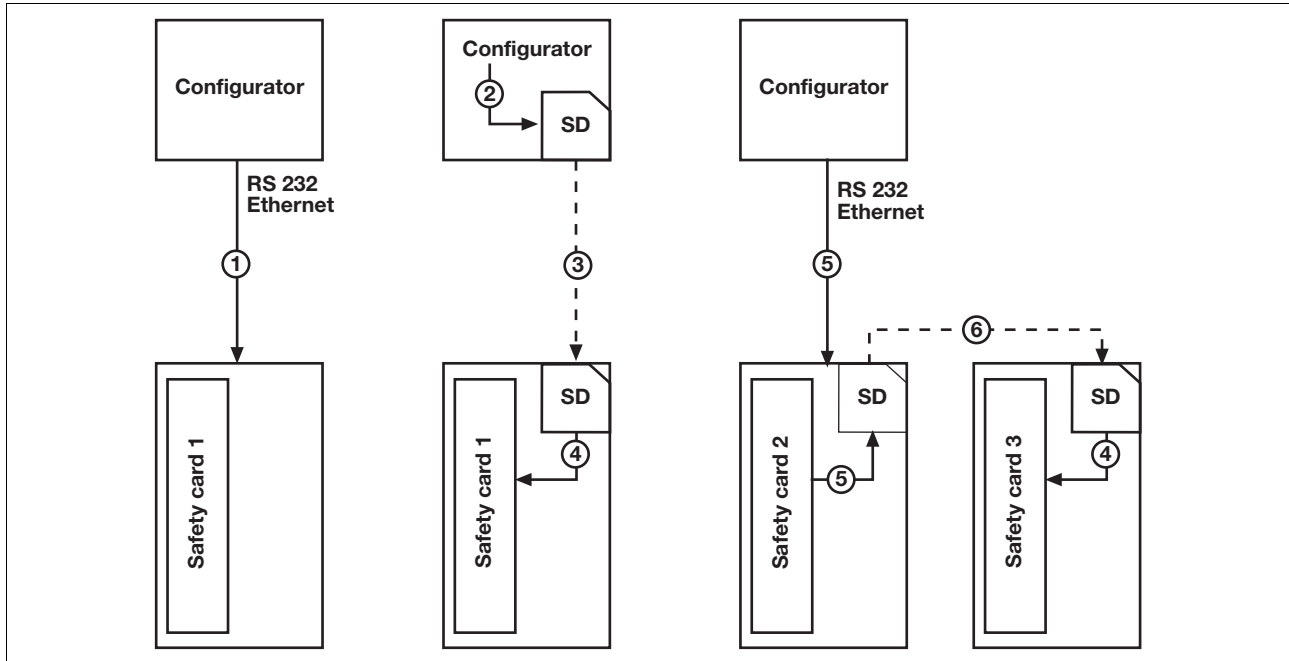 Configurator
RS 232
Ethernet
1
Safety card 1
Configurator
2
SD
3
SD
4
Safety card 1
Configurator
RS 232
Ethernet
5
6
SD
5
Safety card 2
SD
4
Safety card 3